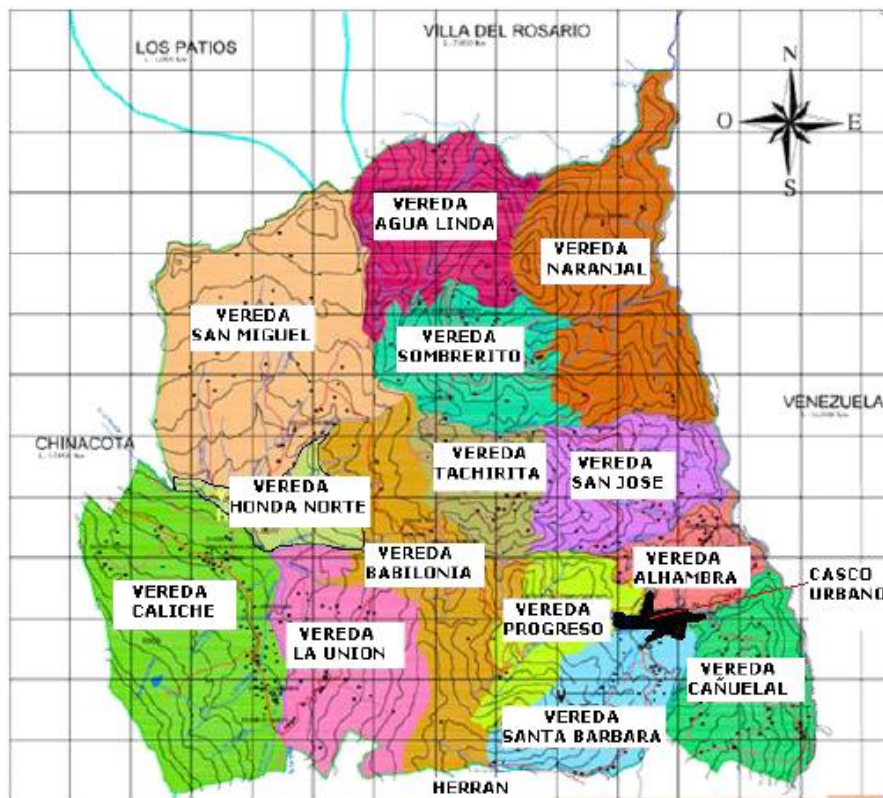 LOS PATIOS
VILLA DEL ROSARIO
N
O
E
S
VEREDA
AGUA LINDA
VEREDA
NARANJAL
VEREDA
SAN MIGUEL
VEREDA
SOMBRERITO
VENEZUELA
CHINACOTA
VEREDA
TACHIRITA
VEREDA
SAN JOSE
VEREDA
HONDA NORTE
VEREDA
BABILONIA
VEREDA
ALHAMBRA
CASCO
URBANO
VEREDA
CALICHE
VEREDA
PROGRESO
VEREDA
LA UNION
VEREDA
CAÑUELAL
VEREDA
SANTA BARBARA
HERRAN